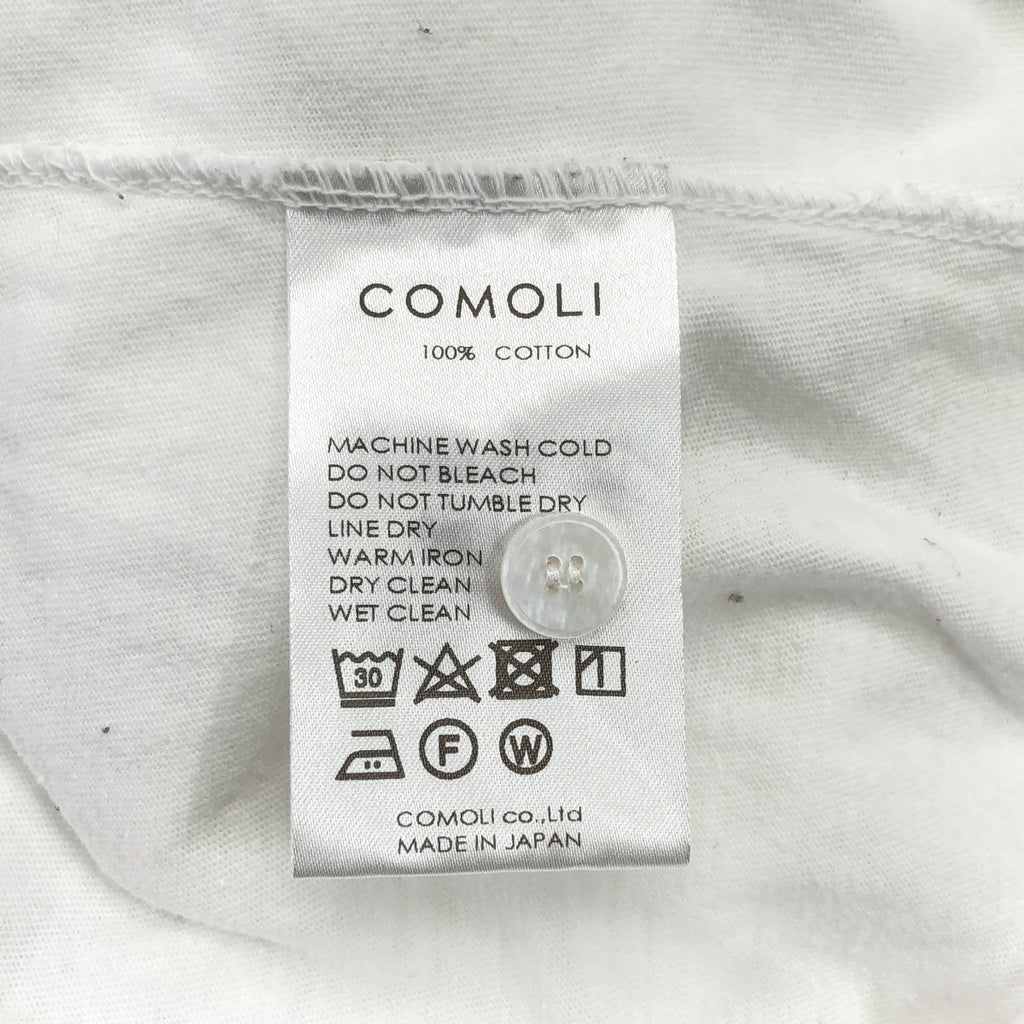 COMOLI
100% COTTON
MACHINE WASH COLD
DO NOT BLEACH
DO NOT TUMBLE DRY
LINE DRY
WARM IRON
DRY CLEAN
WET CLEAN
30
F W
COMOLI co.,Ltd
MADE IN JAPAN